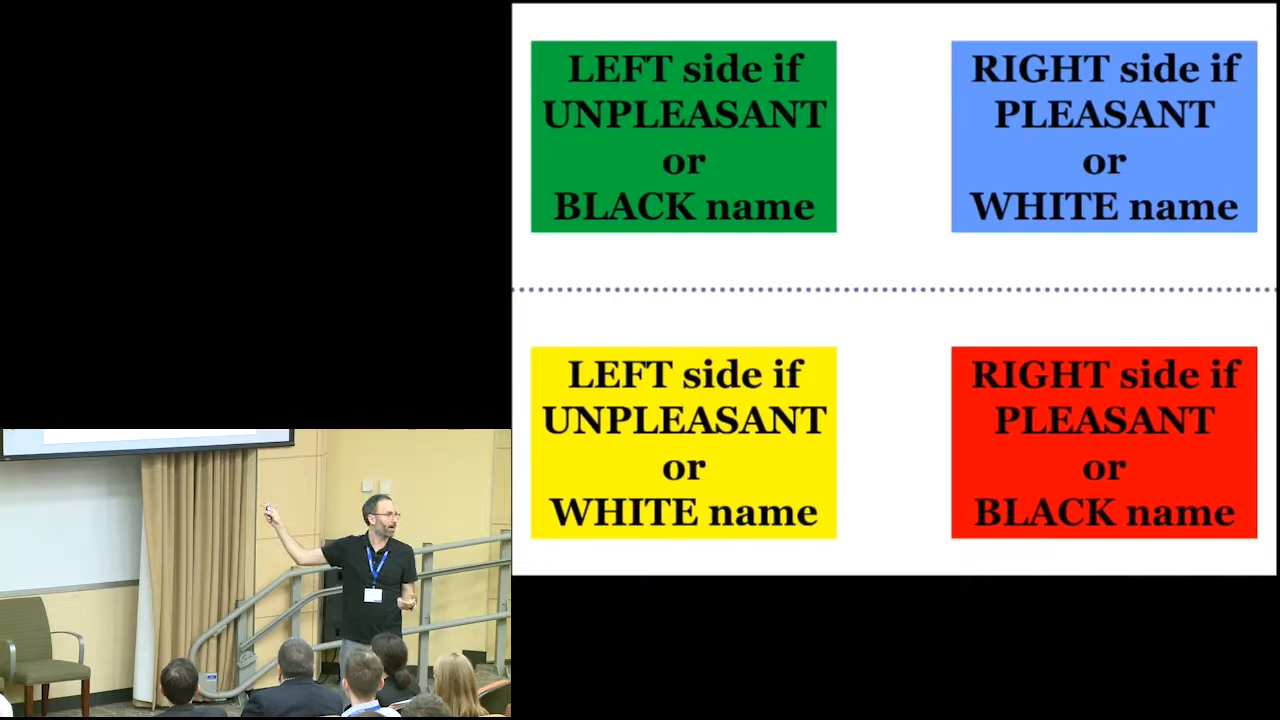 LEFT side if
UNPLEASANT
or
BLACK name
RIGHT side if
PLEASANT
or
WHITE name
LEFT side if
UNPLEASANT
or
WHITE name
RIGHT side if
PLEASANT
or
BLACK name